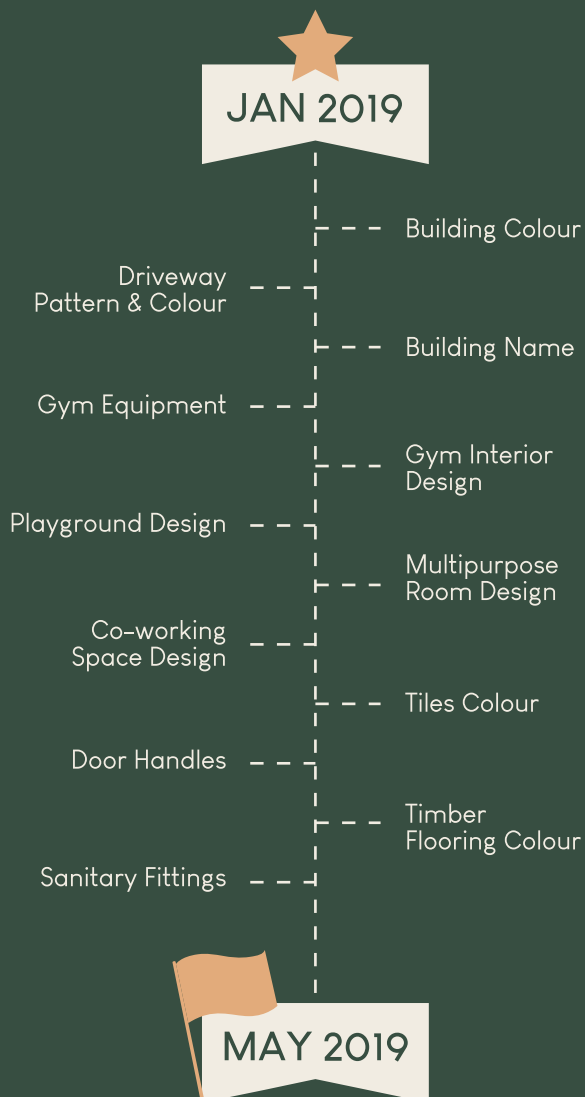 JAN 2019
Building Colour
Driveway
Pattern & Colour
Building Name
Gym Equipment
Gym Interior
Design
Playground Design
Multipurpose
Room Design
Co-working
Space Design
Tiles Colour
Door Handles
Timber
Flooring Colour
Sanitary Fittings
MAY 2019